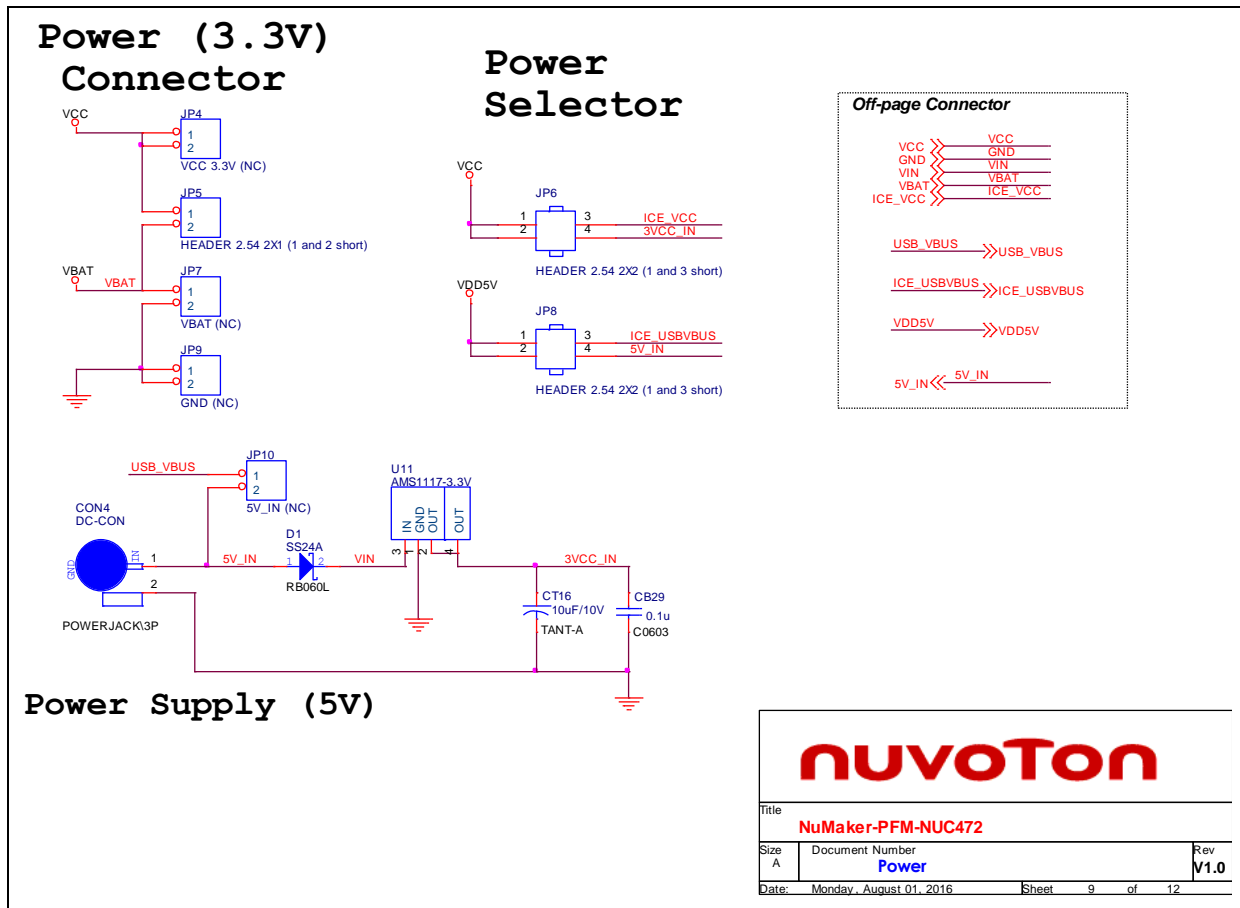 Power (3.3V)
Connector
VCC
JP4
1
2
VCC 3.3V (NC)
JP5
1
2
HEADER 2.54 2X1 (1 and 2 short)
VBAT
VBAT
JP7
1
2
VBAT (NC)
JP9
1
2
GND (NC)
Power
Selector
VCC
JP6
1 3 ICE_VCC
2 4 3VCC_IN
HEADER 2.54 2X2 (1 and 3 short)
VDD5V
JP8
1 3 ICE_USBVBUS
2 4 5V_IN
HEADER 2.54 2X2 (1 and 3 short)
Off-page Connector
VCC VCC
GND GND
VIN VIN
VBAT VBAT
ICE_VCC ICE_VCC
USB_VBUS USB_VBUS
ICE_USBVBUS ICE_USBVBUS
VDD5V VDD5V
5V_IN 5V_IN
USB_VBUS
JP10
1
2
5V_IN (NC)
CON4
DC-CON
GND
IN
1
2
POWERJACK\3P
5V_IN
D1
SS24A
1 2
RB060L
VIN
U11
AMS1117-3.3V
IN
GND
OUT
OUT
3
1
2
4
3VCC_IN
CT16
10uF/10V
TANT-A
CB29
0.1u
C0603
Power Supply (5V)
nuvoTon
Title
NuMaker-PFM-NUC472
Size
A
Document Number
Power
Rev
V1.0
Date: Monday, August 01, 2016 Sheet 9 of 12